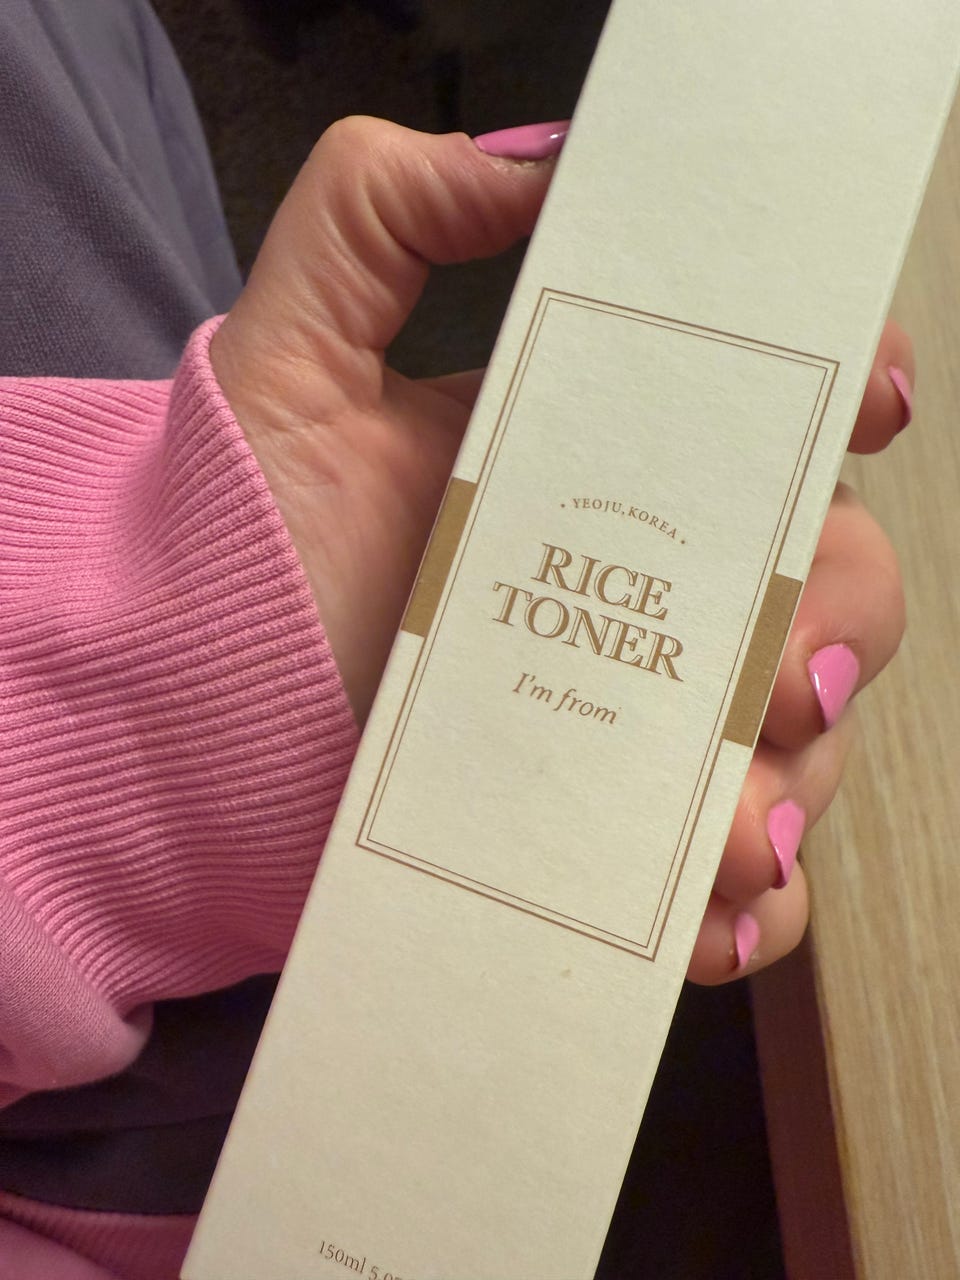 · YEOJU, KOREA ·
RICE
TONER
I'm from
150ml